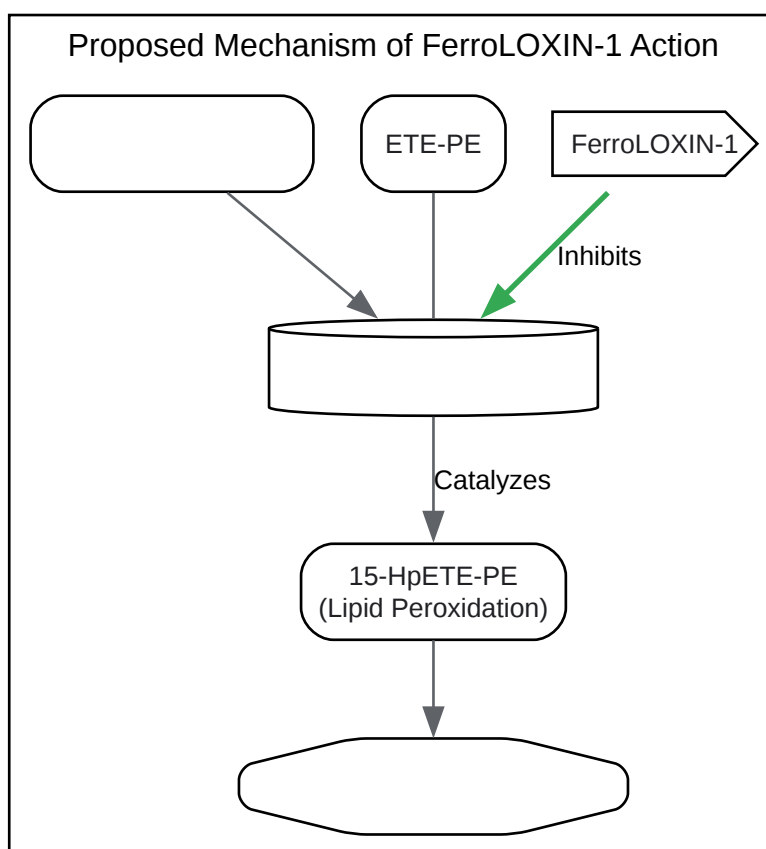 Proposed Mechanism of FerroLOXIN-1 Action
ETE-PE
FerroLOXIN-1
Inhibits
Catalyzes
15-HpETE-PE
(Lipid Peroxidation)